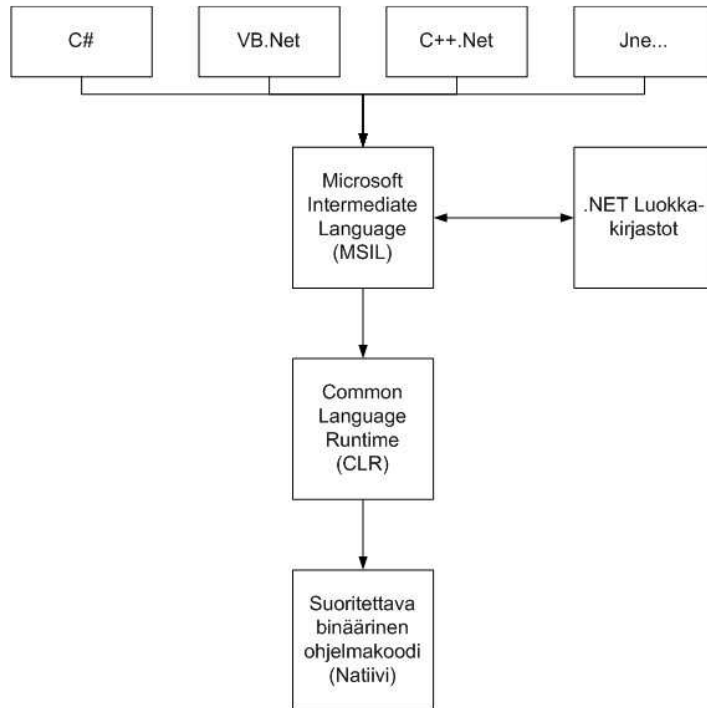 C#
VB.Net
C++.Net
Jne...
Microsoft
Intermediate
Language
(MSIL)
.NET Luokka-
kirjastot
Common
Language
Runtime
(CLR)
Suoritettava
binäärinen
ohjelmakoodi
(Natiivi)